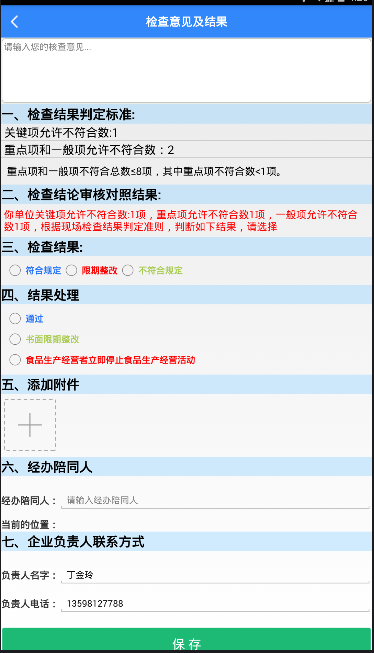 检查意见及结果
请输入您的核查意见...
一、检查结果判定标准:
关键项允许不符合数:1
重点项和一般项允许不符合数：2
重点项和一般项不符合总数≤8项，其中重点项不符合数<1项。
二、检查结论审核对照结果:
你单位关键项允许不符合数:1项，重点项允许不符合数1项，一般项允许不符合
数1项，根据现场检查结果判定准则，判断如下结果，请选择
三、检查结果:
符合规定 限期整改 不符合规定
四、结果处理
通过
书面限期整改
食品生产经营者立即停止食品生产经营活动
五、添加附件
六、经办陪同人
经办陪同人： 请输入经办陪同人
当前的位置：
七、企业负责人联系方式
负责人名字： 丁金玲
负责人电话： 13598127788
保 存